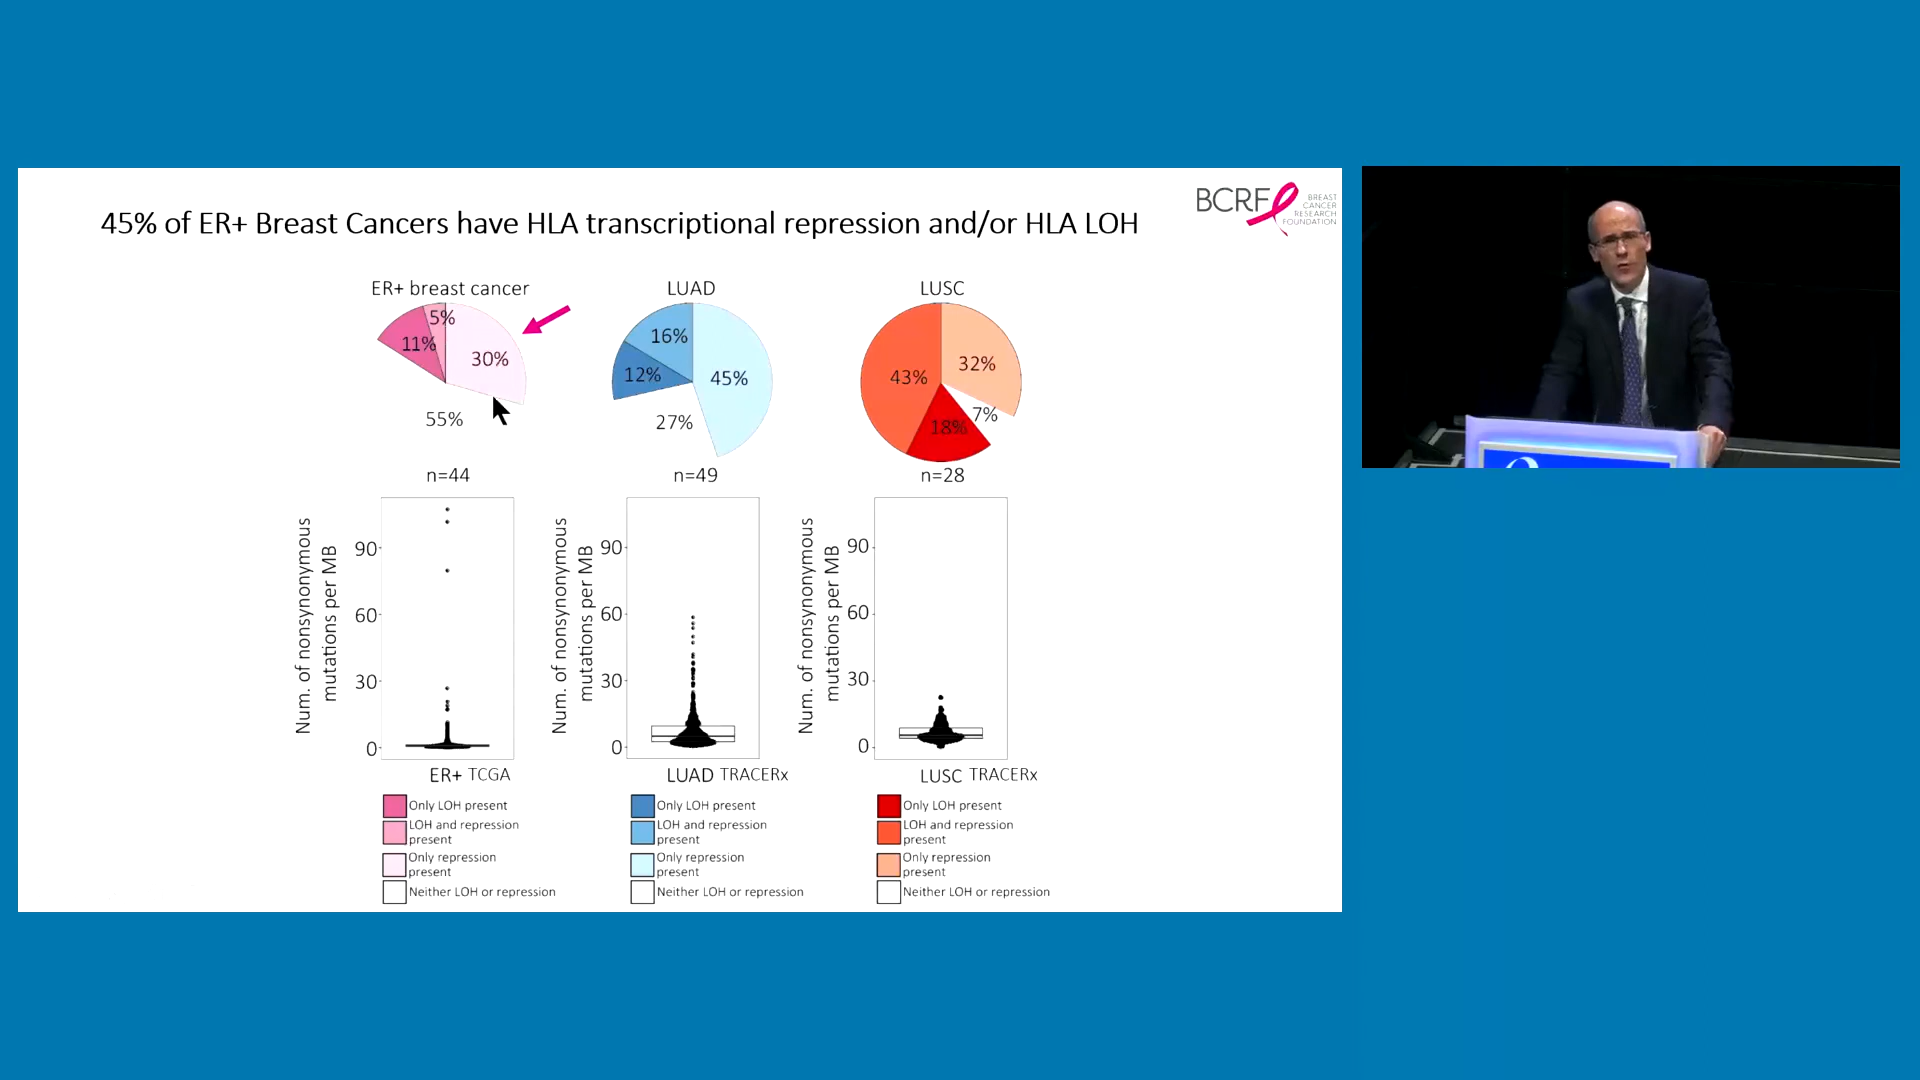 45% of ER+ Breast Cancers have HLA transcriptional repression and/or HLA LOH
BCRF
BREAST
CANCER
RESEARCH
FOUNDATION
ER+ breast cancer
5%
11%
30%
55%
n=44
LUAD
16%
12%
45%
27%
n=49
LUSC
43%
32%
7%
18%
n=28
Num. of nonsynonymous
mutations per MB
90
60
30
0
ER+ TCGA
Num. of nonsynonymous
mutations per MB
90
60
30
0
LUAD TRACERx
Num. of nonsynonymous
mutations per MB
90
60
30
0
LUSC TRACERx
Only LOH present
LOH and repression
present
Only repression
present
Neither LOH or repression
Only LOH present
LOH and repression
present
Only repression
present
Neither LOH or repression
Only LOH present
LOH and repression
present
Only repression
present
Neither LOH or repression